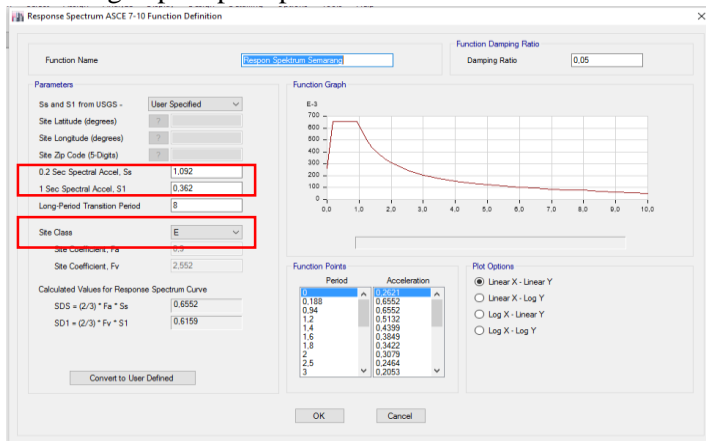 Response Spectrum ASCE 7-10 Function Definition
Function Name
Respon Spektrum Semarang
Function Damping Ratio
Damping Ratio
0,05
Parameters
Ss and S1 from USGS -
User Specified
Site Latitude (degrees)
?
Site Longitude (degrees)
?
Site Zip Code (5-Digits)
?
0.2 Sec Spectral Accel, Ss
1,092
1 Sec Spectral Accel, S1
0,362
Long-Period Transition Period
8
Site Class
E
Site Coefficient, Fa
0,9
Site Coefficient, Fv
2,552
Calculated Values for Response Spectrum Curve
SDS = (2/3) * Fa * Ss
0,6552
SD1 = (2/3) * Fv * S1
0,6159
Convert to User Defined
Function Graph
E-3
700
600
500
400
300
200
100
0
0,0 1,0 2,0 3,0 4,0 5,0 6,0 7,0 8,0 9,0 10,0
Function Points
Period Acceleration
0 0,2621
0,188 0,6552
0,94 0,6552
1,2 0,5132
1,4 0,4399
1,6 0,3849
1,8 0,3422
2 0,3079
2,5 0,2464
3 0,2053
Plot Options
Linear X - Linear Y
Linear X - Log Y
Log X - Linear Y
Log X - Log Y
OK
Cancel